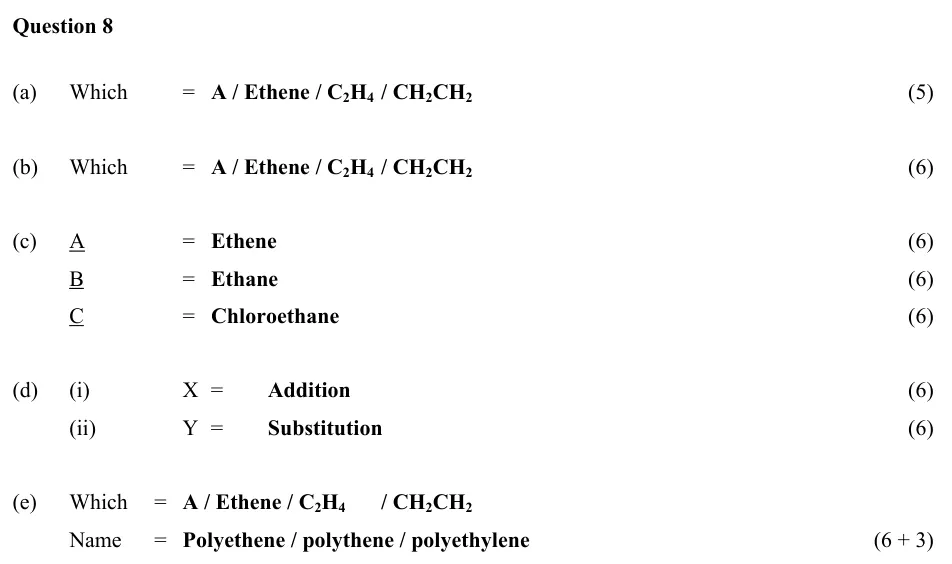 Question 8
(a) Which = A / Ethene / C₂H₄ / CH₂CH₂ (5)
(b) Which = A / Ethene / C₂H₄ / CH₂CH₂ (6)
(c) A = Ethene (6)
B = Ethane (6)
C = Chloroethane (6)
(d) (i) X = Addition (6)
(ii) Y = Substitution (6)
(e) Which = A / Ethene / C₂H₄ / CH₂CH₂
Name = Polyethene / polythene / polyethylene (6 + 3)